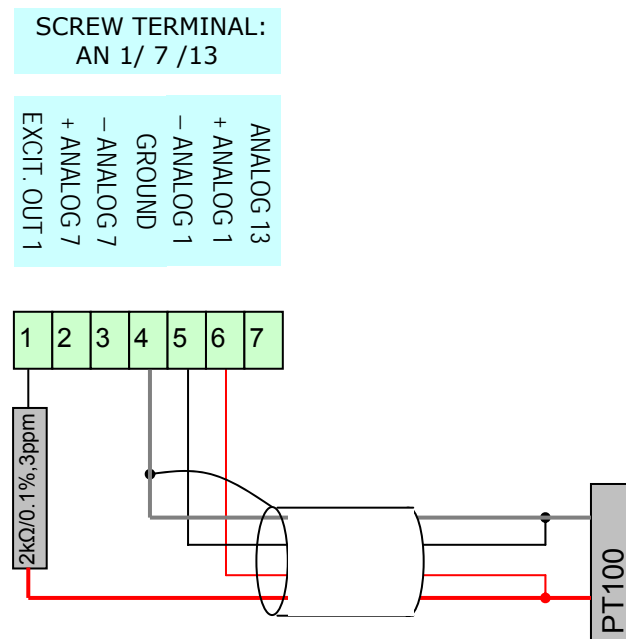 SCREW TERMINAL:
AN 1/ 7 /13
EXCIT. OUT 1
+ ANALOG 7
– ANALOG 7
GROUND
– ANALOG 1
+ ANALOG 1
ANALOG 13
1 2 3 4 5 6 7
2kΩ/0.1%,3ppm
PT100